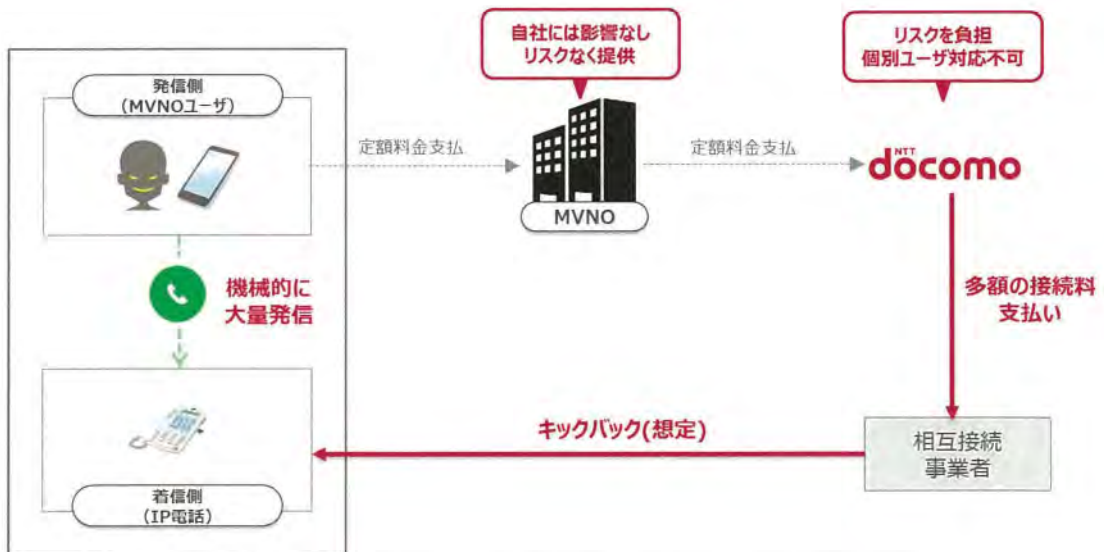 自社には影響なし
リスクなく提供
リスクを負担
個別ユーザ対応不可
発信側
(MVNOユーザ)
定額料金支払
定額料金支払
MVNO
NTT
döcomo
機械的に
大量発信
多額の接続料
支払い
キックバック(想定)
相互接続
事業者
着信側
(IP電話)